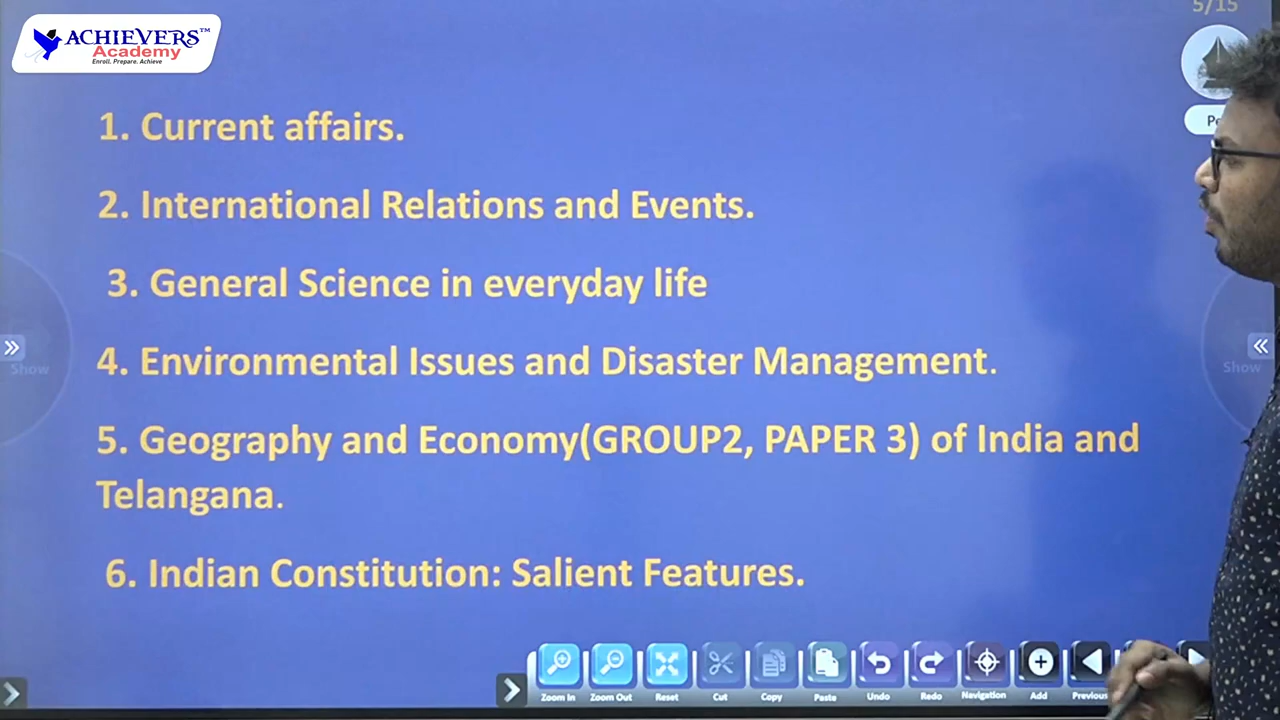 5/15
ACHIEVERS™
Academy
Enroll. Prepare. Achieve
1. Current affairs.
2. International Relations and Events.
3. General Science in everyday life
4. Environmental Issues and Disaster Management.
5. Geography and Economy(GROUP2, PAPER 3) of India and
Telangana.
6. Indian Constitution: Salient Features.
Show
Show
Zoom In Zoom Out Reset Cut Copy Paste Undo Redo Navigation Add Previous